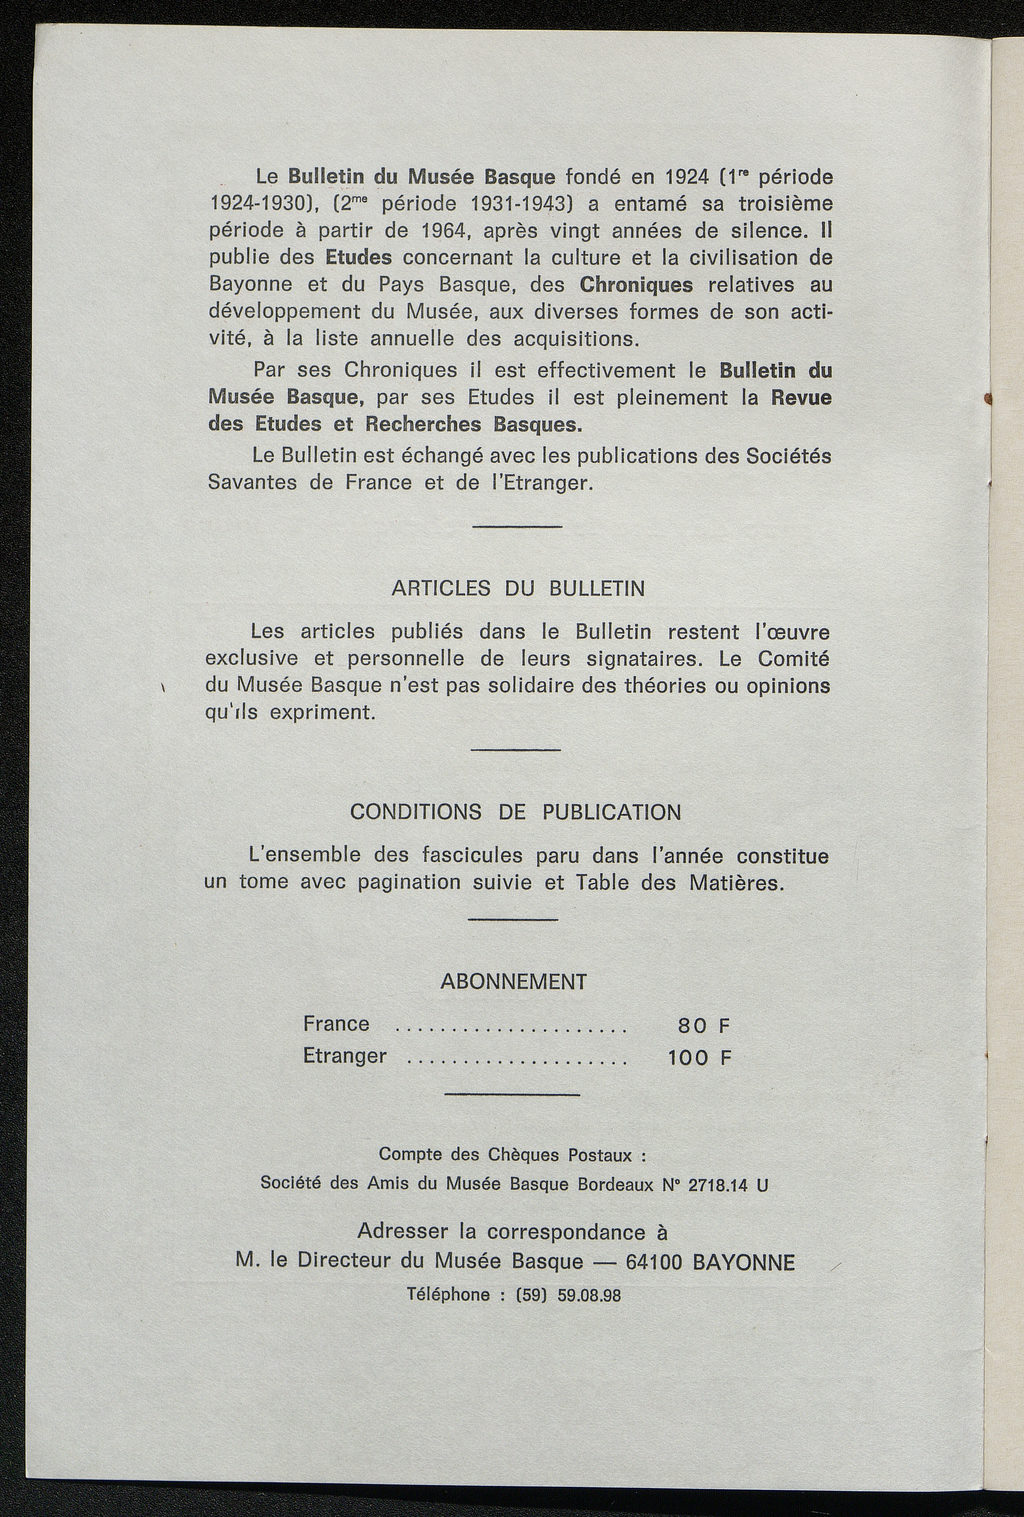 Le Bulletin du Musée Basque fondé en 1924 (1re période
1924-1930), (2me période 1931-1943) a entamé sa troisième
période à partir de 1964, après vingt années de silence. Il
publie des Etudes concernant la culture et la civilisation de
Bayonne et du Pays Basque, des Chroniques relatives au
développement du Musée, aux diverses formes de son acti-
vité, à la liste annuelle des acquisitions.
Par ses Chroniques il est effectivement le Bulletin du
Musée Basque, par ses Etudes il est pleinement la Revue
des Etudes et Recherches Basques.
Le Bulletin est échangé avec les publications des Sociétés
Savantes de France et de l'Etranger.
ARTICLES DU BULLETIN
Les articles publiés dans le Bulletin restent l'œuvre
exclusive et personnelle de leurs signataires. Le Comité
du Musée Basque n'est pas solidaire des théories ou opinions
qu'ils expriment.
CONDITIONS DE PUBLICATION
L'ensemble des fascicules paru dans l'année constitue
un tome avec pagination suivie et Table des Matières.
ABONNEMENT
France ..................... 80 F
Etranger .................... 100 F
Compte des Chèques Postaux :
Société des Amis du Musée Basque Bordeaux N° 2718.14 U
Adresser la correspondance à
M. le Directeur du Musée Basque — 64100 BAYONNE
Téléphone : (59) 59.08.98